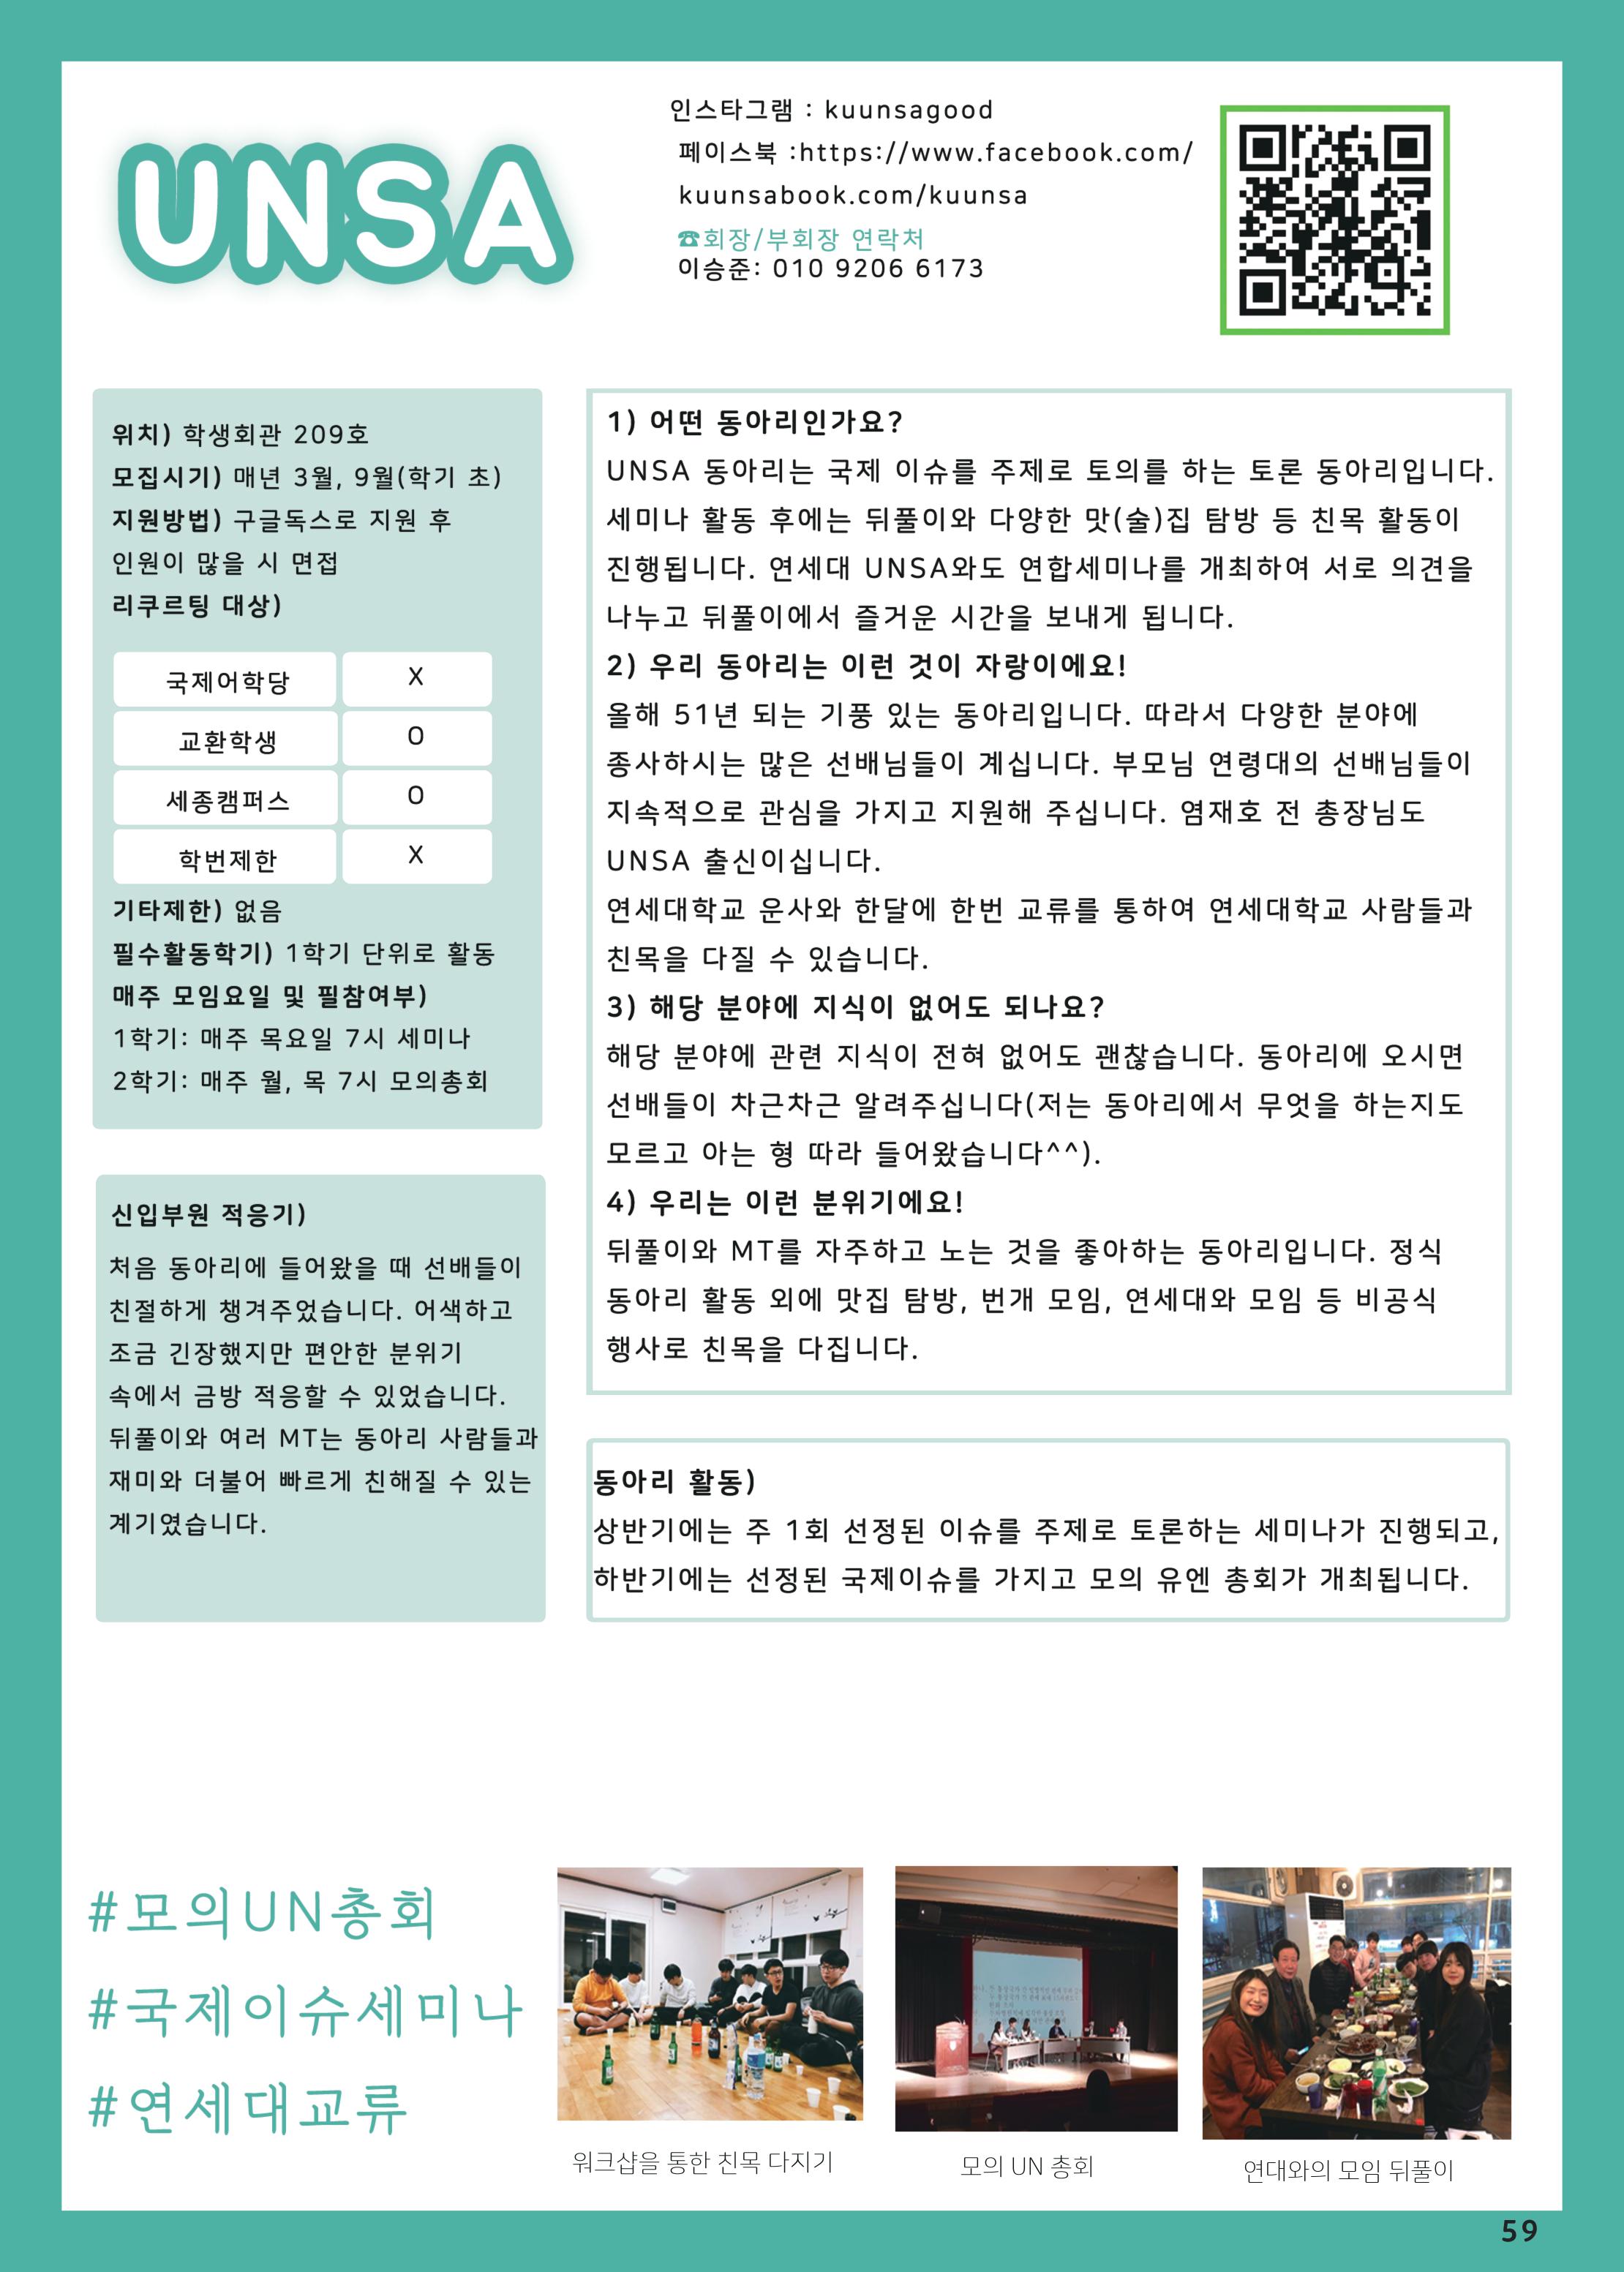 UNSA
인스타그램 : kuunsagood
페이스북 :https://www.facebook.com/
kuunsabook.com/kuunsa
☎회장/부회장 연락처
이승준: 010 9206 6173
위치) 학생회관 209호
모집시기) 매년 3월, 9월(학기 초)
지원방법) 구글독스로 지원 후
인원이 많을 시 면접
리쿠르팅 대상)
국제어학당 X
교환학생 O
세종캠퍼스 O
학번제한 X
기타제한) 없음
필수활동학기) 1학기 단위로 활동
매주 모임요일 및 필참여부)
1학기: 매주 목요일 7시 세미나
2학기: 매주 월, 목 7시 모의총회
신입부원 적응기)
처음 동아리에 들어왔을 때 선배들이
친절하게 챙겨주었습니다. 어색하고
조금 긴장했지만 편안한 분위기
속에서 금방 적응할 수 있었습니다.
뒤풀이와 여러 MT는 동아리 사람들과
재미와 더불어 빠르게 친해질 수 있는
계기였습니다.
1) 어떤 동아리인가요?
UNSA 동아리는 국제 이슈를 주제로 토의를 하는 토론 동아리입니다.
세미나 활동 후에는 뒤풀이와 다양한 맛(술)집 탐방 등 친목 활동이
진행됩니다. 연세대 UNSA와도 연합세미나를 개최하여 서로 의견을
나누고 뒤풀이에서 즐거운 시간을 보내게 됩니다.
2) 우리 동아리는 이런 것이 자랑이에요!
올해 51년 되는 기풍 있는 동아리입니다. 따라서 다양한 분야에
종사하시는 많은 선배님들이 계십니다. 부모님 연령대의 선배님들이
지속적으로 관심을 가지고 지원해 주십니다. 염재호 전 총장님도
UNSA 출신이십니다.
연세대학교 운사와 한달에 한번 교류를 통하여 연세대학교 사람들과
친목을 다질 수 있습니다.
3) 해당 분야에 지식이 없어도 되나요?
해당 분야에 관련 지식이 전혀 없어도 괜찮습니다. 동아리에 오시면
선배들이 차근차근 알려주십니다(저는 동아리에서 무엇을 하는지도
모르고 아는 형 따라 들어왔습니다^^).
4) 우리는 이런 분위기에요!
뒤풀이와 MT를 자주하고 노는 것을 좋아하는 동아리입니다. 정식
동아리 활동 외에 맛집 탐방, 번개 모임, 연세대와 모임 등 비공식
행사로 친목을 다집니다.
동아리 활동)
상반기에는 주 1회 선정된 이슈를 주제로 토론하는 세미나가 진행되고,
하반기에는 선정된 국제이슈를 가지고 모의 유엔 총회가 개최됩니다.
#모의UN총회
#국제이슈세미나
#연세대교류
워크샵을 통한 친목 다지기
모의 UN 총회
연대와의 모임 뒤풀이
59